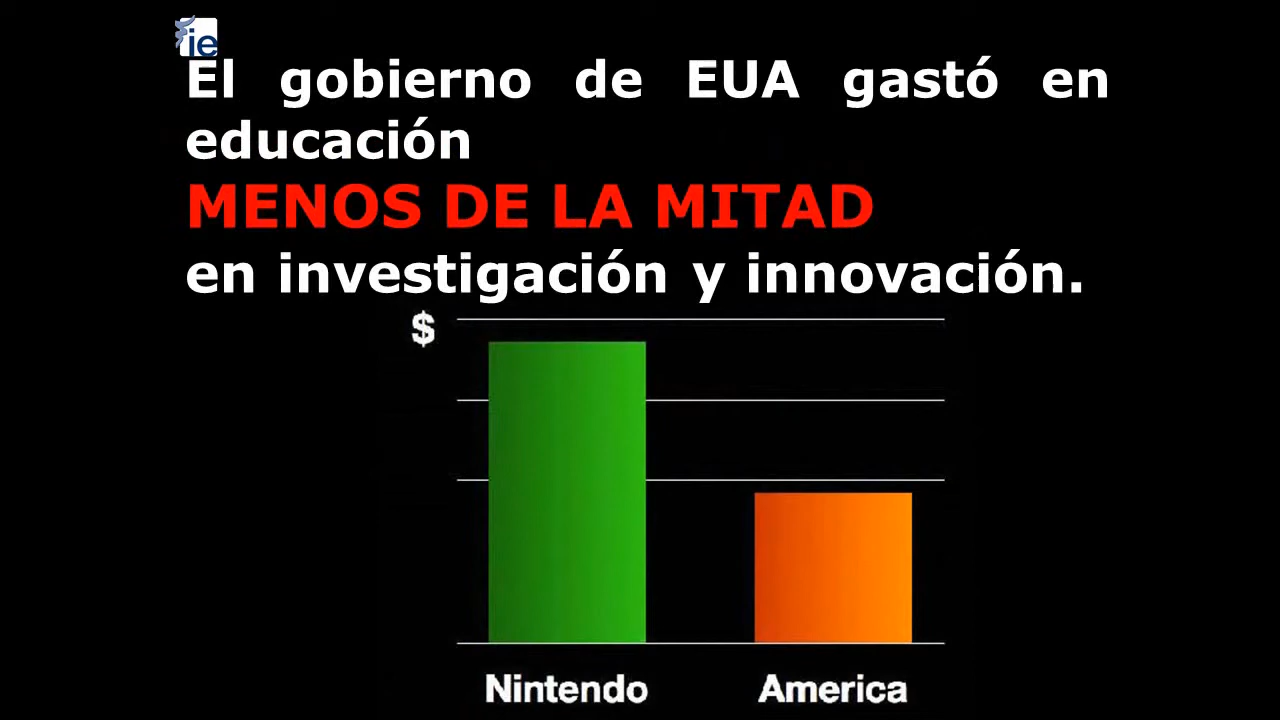 ie
El gobierno de EUA gastó en
educación
MENOS DE LA MITAD
en investigación y innovación.
$
Nintendo
America